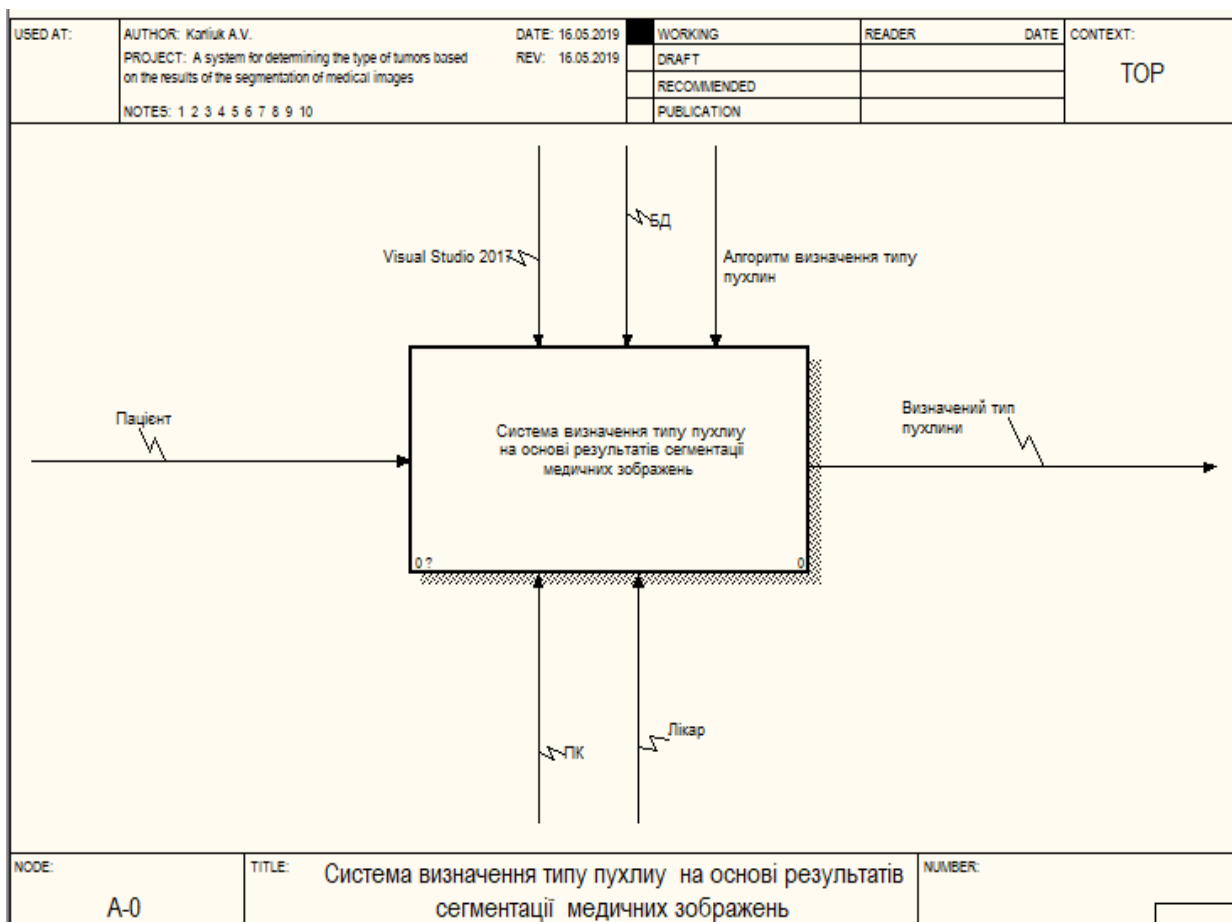 USED AT:
AUTHOR: Karliuk A.V.
DATE: 16.05.2019
WORKING
READER
DATE
CONTEXT:
PROJECT: A system for determining the type of tumors based
REV: 16.05.2019
DRAFT
on the results of the segmentation of medical images
TOP
RECOMMENDED
NOTES: 1 2 3 4 5 6 7 8 9 10
PUBLICATION
БД
Visual Studio 2017
Алгоритм визначення типу
пухлин
Пацієнт
Визначений тип
пухлини
Система визначення типу пухлиу
на основі результатів сегментації
медичних зображень
0 ?
0
Лікар
ПК
NODE:
TITLE:
Система визначення типу пухлиу на основі результатів
NUMBER:
A-0
сегментації медичних зображень